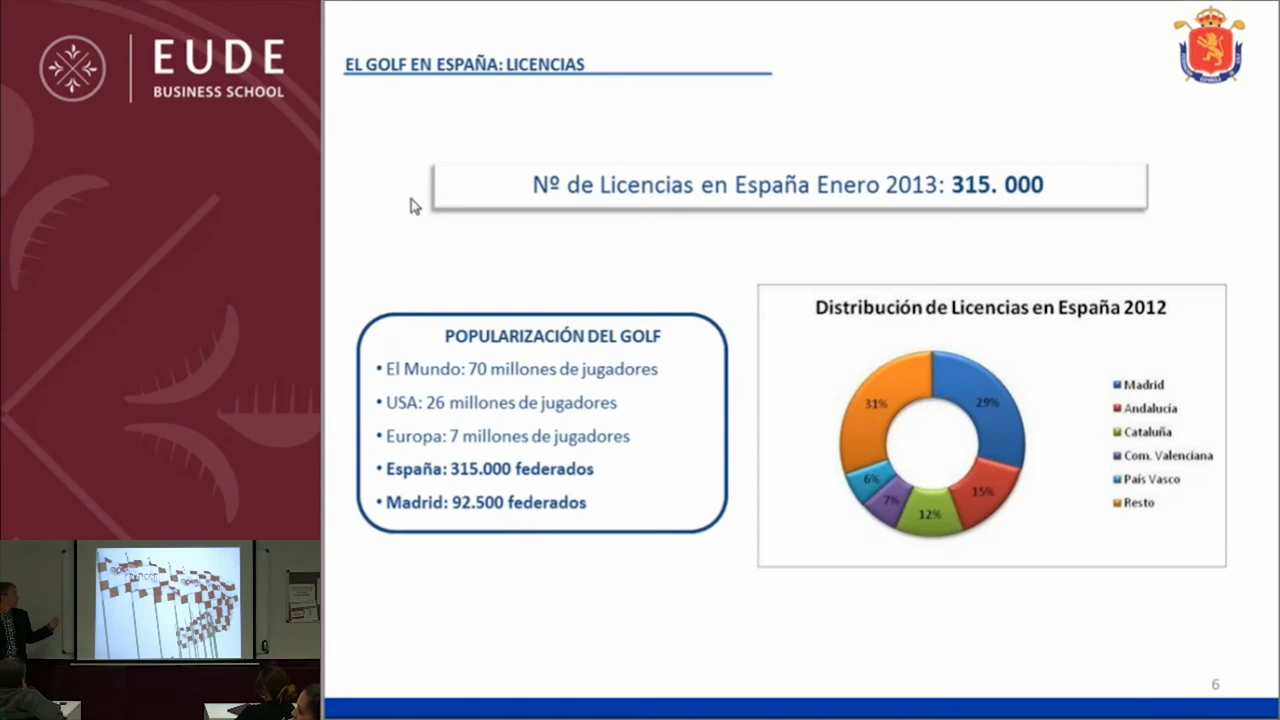 EUDE
BUSINESS SCHOOL
EL GOLF EN ESPAÑA: LICENCIAS
Nº de Licencias en España Enero 2013: 315. 000
POPULARIZACIÓN DEL GOLF
• El Mundo: 70 millones de jugadores
• USA: 26 millones de jugadores
• Europa: 7 millones de jugadores
• España: 315.000 federados
• Madrid: 92.500 federados
Distribución de Licencias en España 2012
31%
29%
6%
7%
12%
15%
Madrid
Andalucía
Cataluña
Com. Valenciana
País Vasco
Resto
6